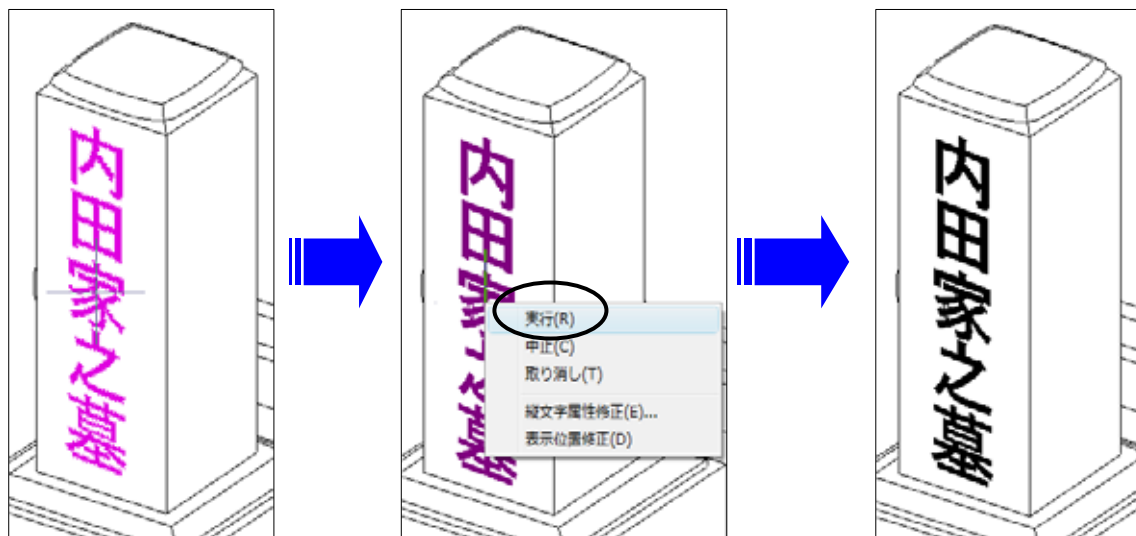 内田家之墓
内田家之墓
実行(R)
中止(C)
取り消し(T)
縦文字属性修正(E)...
表示位置修正(D)
内田家之墓